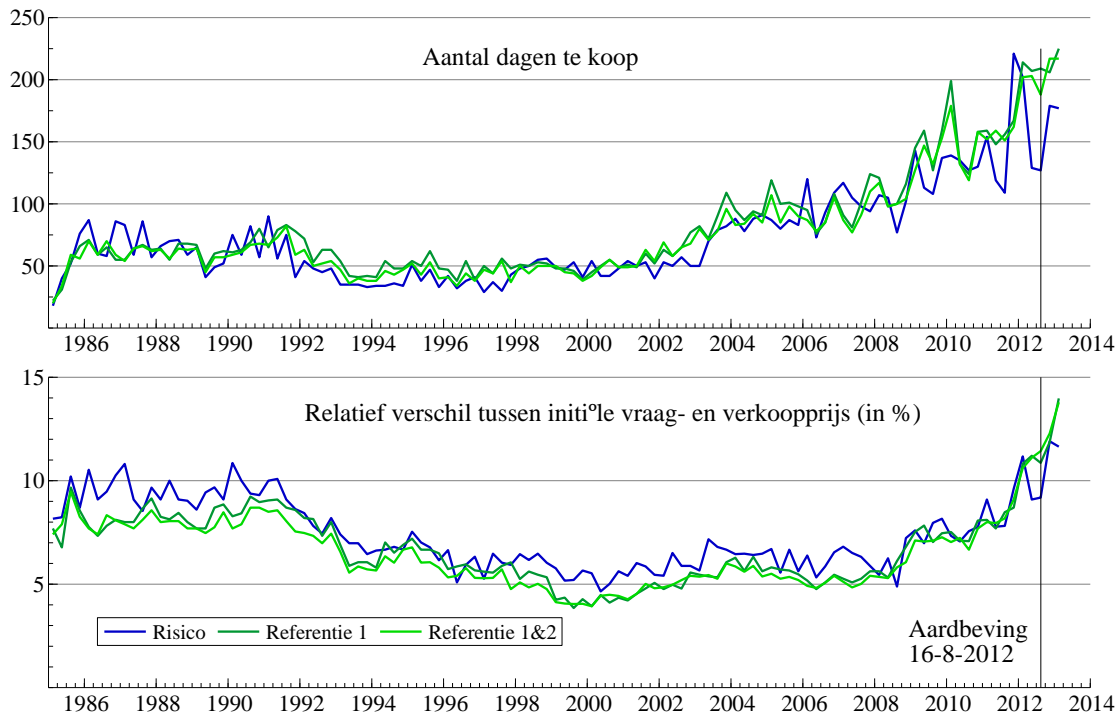 250
Aantal dagen te koop
200
150
100
50
1986 1988 1990 1992 1994 1996 1998 2000 2002 2004 2006 2008 2010 2012 2014
15
Relatief verschil tussen initiºle vraag- en verkoopprijs (in %)
10
5
Risico Referentie 1 Referentie 1&2
Aardbeving
16-8-2012
1986 1988 1990 1992 1994 1996 1998 2000 2002 2004 2006 2008 2010 2012 2014